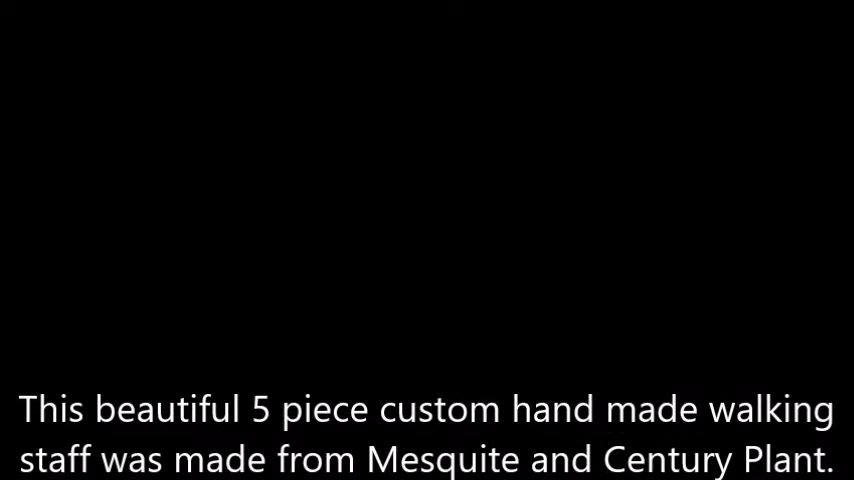 This beautiful 5 piece custom hand made walking
staff was made from Mesquite and Century Plant.